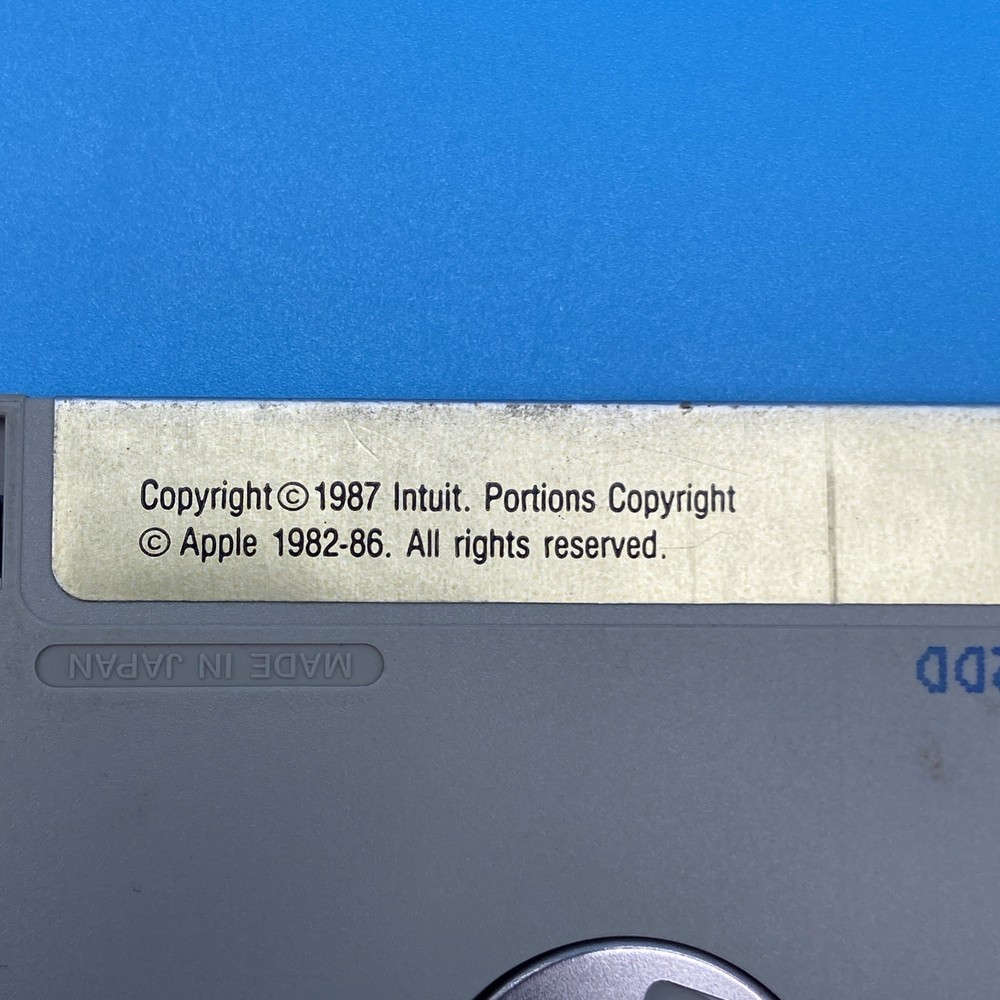 Copyright © 1987 Intuit. Portions Copyright
© Apple 1982-86. All rights reserved.
MADE IN JAPAN